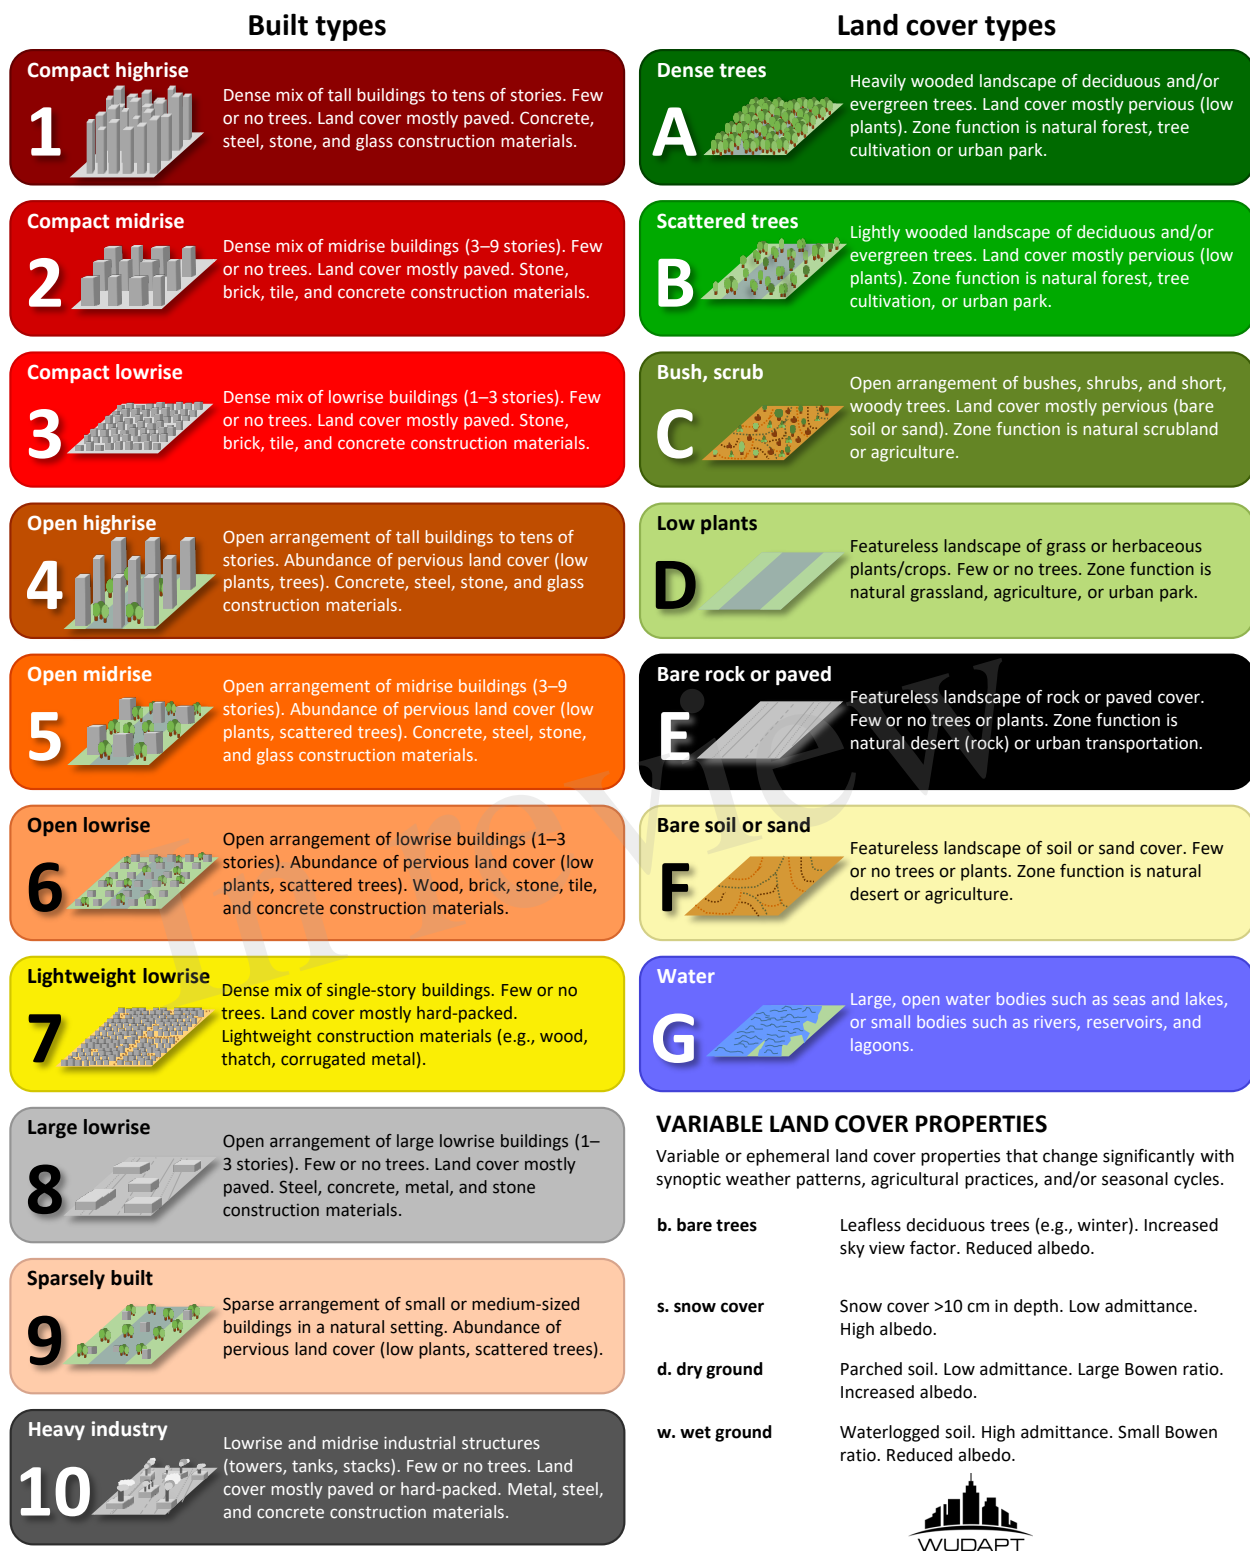 Built types
Compact highrise
1
Dense mix of tall buildings to tens of stories. Few
or no trees. Land cover mostly paved. Concrete,
steel, stone, and glass construction materials.
Compact midrise
2
Dense mix of midrise buildings (3–9 stories). Few
or no trees. Land cover mostly paved. Stone,
brick, tile, and concrete construction materials.
Compact lowrise
3
Dense mix of lowrise buildings (1–3 stories). Few
or no trees. Land cover mostly paved. Stone,
brick, tile, and concrete construction materials.
Open highrise
4
Open arrangement of tall buildings to tens of
stories. Abundance of pervious land cover (low
plants, trees). Concrete, steel, stone, and glass
construction materials.
Open midrise
5
Open arrangement of midrise buildings (3–9
stories). Abundance of pervious land cover (low
plants, scattered trees). Concrete, steel, stone,
and glass construction materials.
Open lowrise
6
Open arrangement of lowrise buildings (1–3
stories). Abundance of pervious land cover (low
plants, scattered trees). Wood, brick, stone, tile,
and concrete construction materials.
Lightweight lowrise
7
Dense mix of single-story buildings. Few or no
trees. Land cover mostly hard-packed.
Lightweight construction materials (e.g., wood,
thatch, corrugated metal).
Large lowrise
8
Open arrangement of large lowrise buildings (1–
3 stories). Few or no trees. Land cover mostly
paved. Steel, concrete, metal, and stone
construction materials.
Sparsely built
9
Sparse arrangement of small or medium-sized
buildings in a natural setting. Abundance of
pervious land cover (low plants, scattered trees).
Heavy industry
10
Lowrise and midrise industrial structures
(towers, tanks, stacks). Few or no trees. Land
cover mostly paved or hard-packed. Metal, steel,
and concrete construction materials.
Land cover types
Dense trees
A
Heavily wooded landscape of deciduous and/or
evergreen trees. Land cover mostly pervious (low
plants). Zone function is natural forest, tree
cultivation or urban park.
Scattered trees
B
Lightly wooded landscape of deciduous and/or
evergreen trees. Land cover mostly pervious (low
plants). Zone function is natural forest, tree
cultivation, or urban park.
Bush, scrub
C
Open arrangement of bushes, shrubs, and short,
woody trees. Land cover mostly pervious (bare
soil or sand). Zone function is natural scrubland
or agriculture.
Low plants
D
Featureless landscape of grass or herbaceous
plants/crops. Few or no trees. Zone function is
natural grassland, agriculture, or urban park.
Bare rock or paved
E
Featureless landscape of rock or paved cover.
Few or no trees or plants. Zone function is
natural desert (rock) or urban transportation.
Bare soil or sand
F
Featureless landscape of soil or sand cover. Few
or no trees or plants. Zone function is natural
desert or agriculture.
Water
G
Large, open water bodies such as seas and lakes,
or small bodies such as rivers, reservoirs, and
lagoons.
VARIABLE LAND COVER PROPERTIES
Variable or ephemeral land cover properties that change significantly with
synoptic weather patterns, agricultural practices, and/or seasonal cycles.
b. bare trees Leafless deciduous trees (e.g., winter). Increased
sky view factor. Reduced albedo.
s. snow cover Snow cover >10 cm in depth. Low admittance.
High albedo.
d. dry ground Parched soil. Low admittance. Large Bowen ratio.
Increased albedo.
w. wet ground Waterlogged soil. High admittance. Small Bowen
ratio. Reduced albedo.
WUDAPT
In review